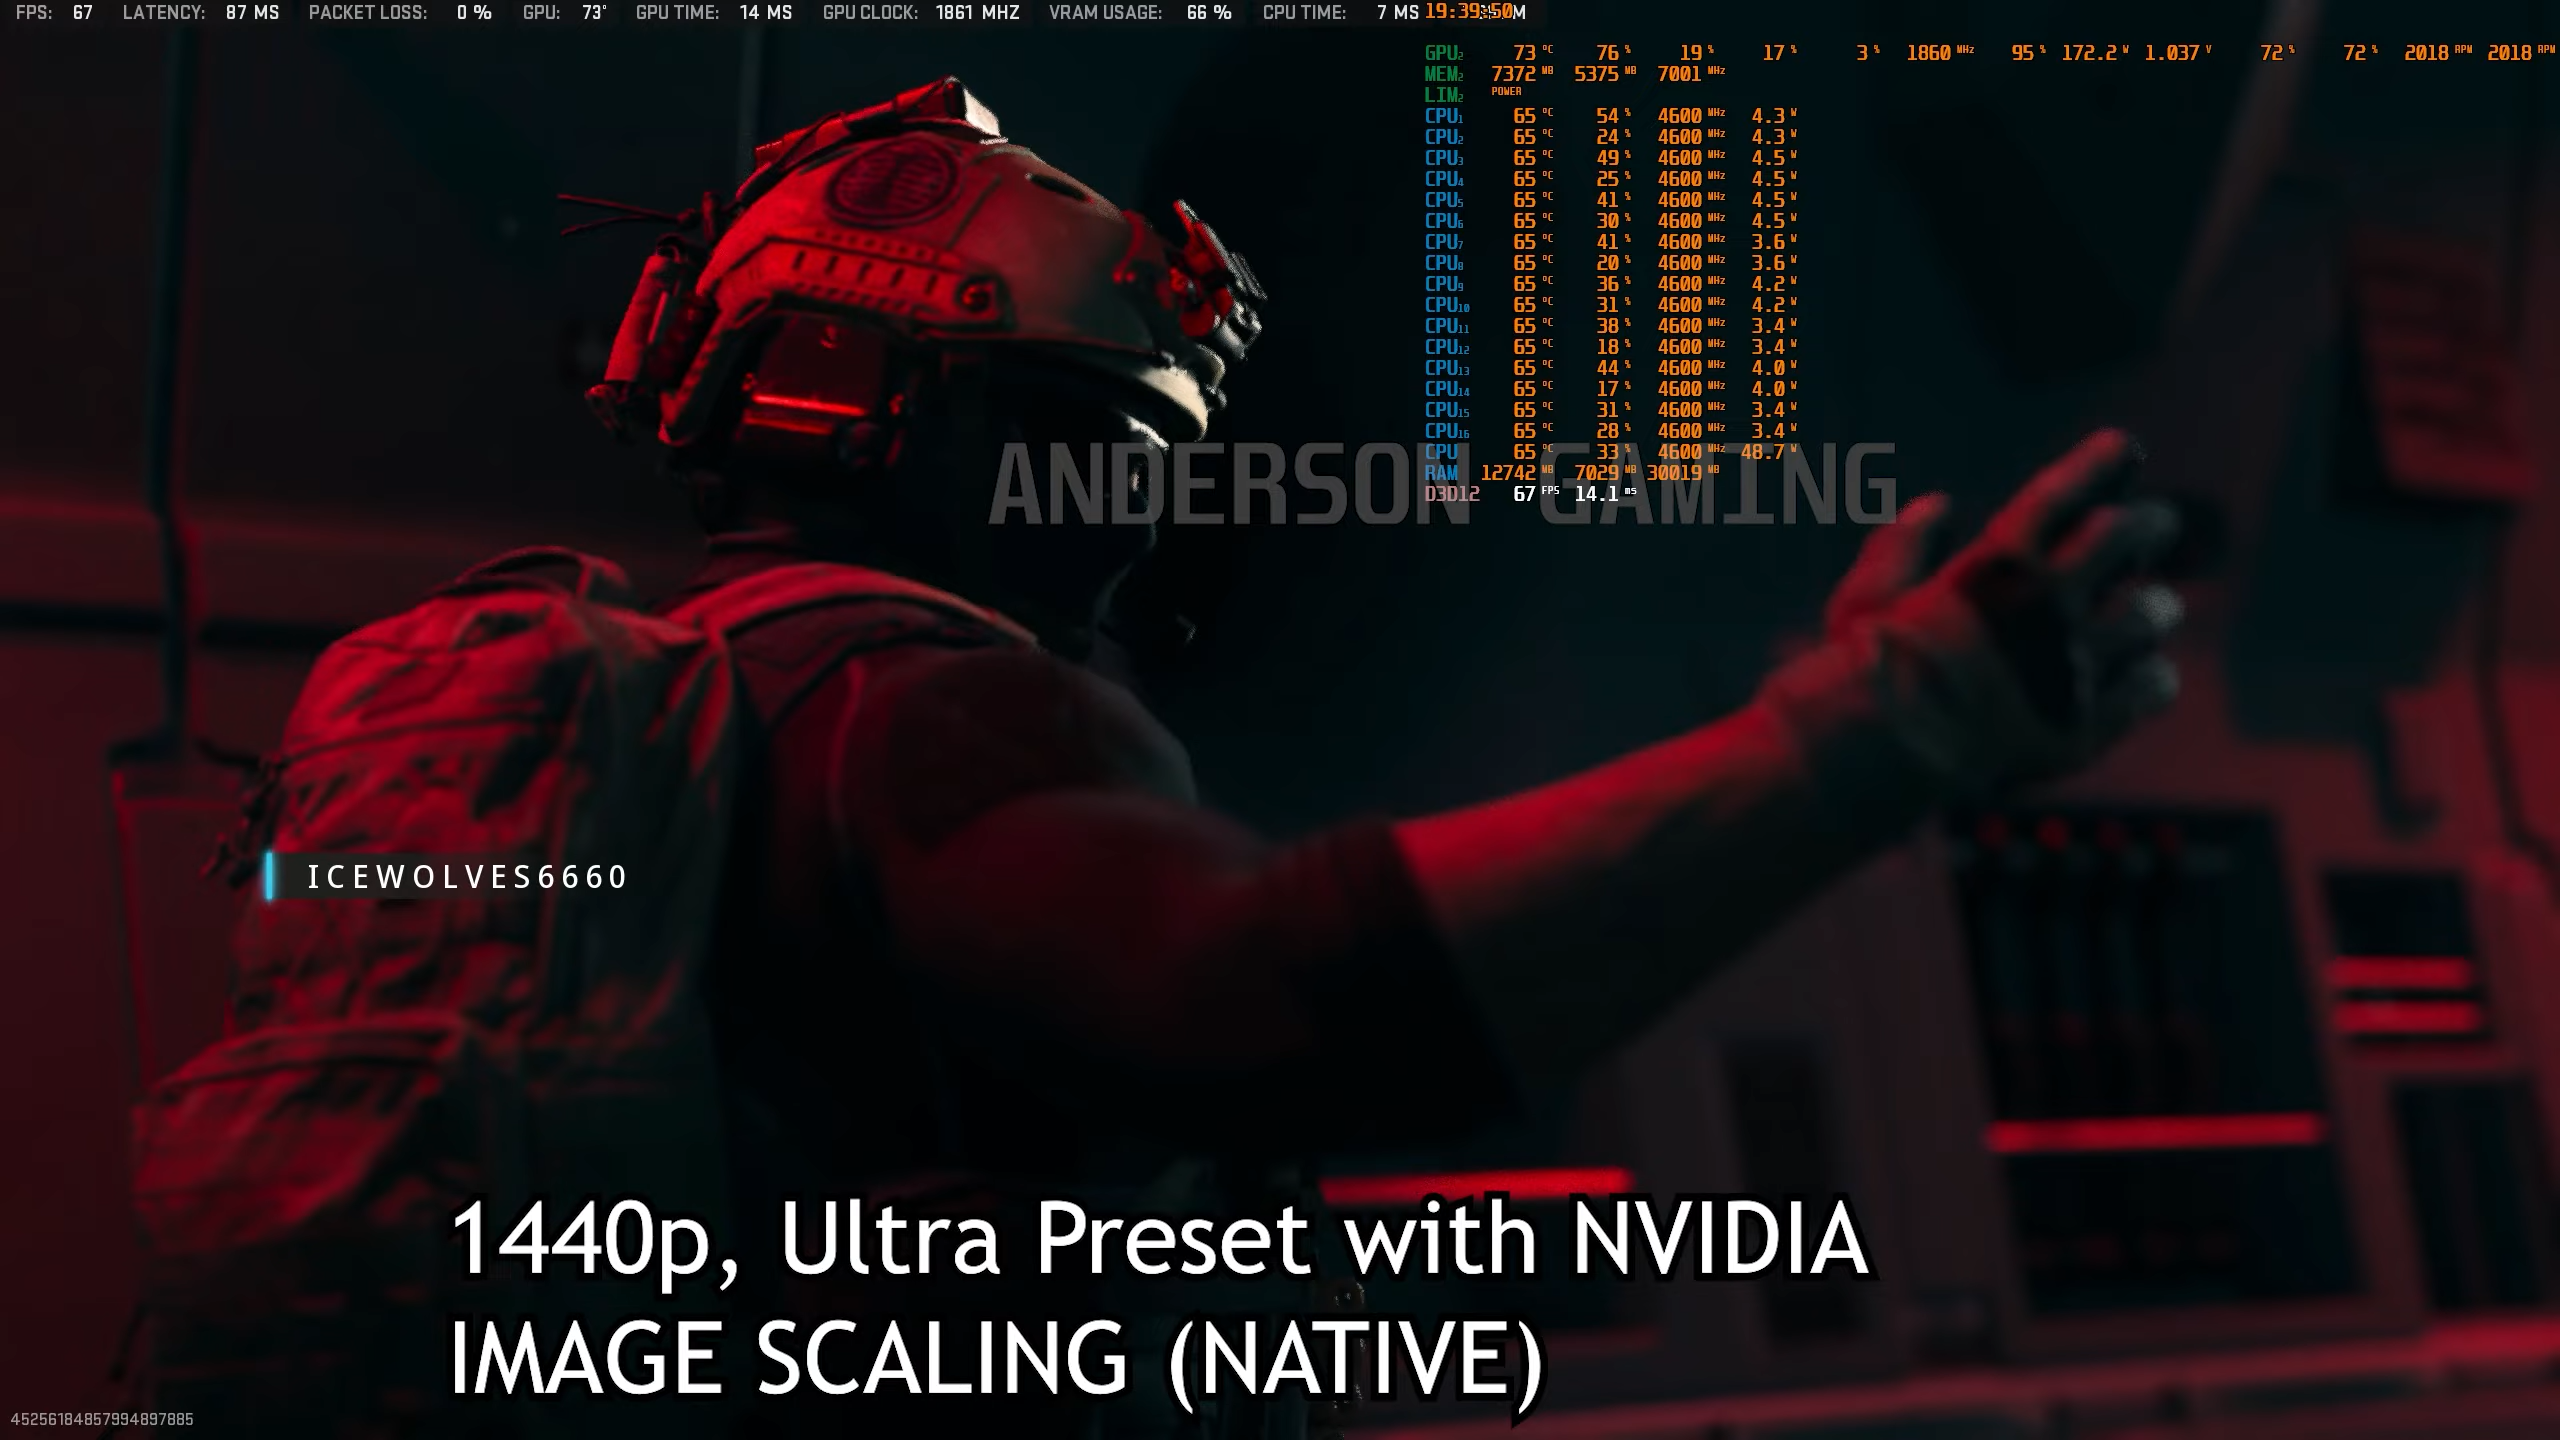 FPS: 67 LATENCY: 87 MS PACKET LOSS: 0 % GPU: 73° GPU TIME: 14 MS GPU CLOCK: 1861 MHZ VRAM USAGE: 66 % CPU TIME: 7 MS 19:39:50 M
GPU2 73 °C 76 % 19 % 17 % 3 % 1860 MHz 95 % 172.2 W 1.037 V 72 % 72 % 2018 RPM 2018 RPM
MEM2 7372 MB 5375 MB 7001 MHz
LIM2 POWER
CPU1 65 °C 54 % 4600 MHz 4.3 W
CPU2 65 °C 24 % 4600 MHz 4.3 W
CPU3 65 °C 49 % 4600 MHz 4.5 W
CPU4 65 °C 25 % 4600 MHz 4.5 W
CPU5 65 °C 41 % 4600 MHz 4.5 W
CPU6 65 °C 30 % 4600 MHz 4.5 W
CPU7 65 °C 41 % 4600 MHz 3.6 W
CPU8 65 °C 20 % 4600 MHz 3.6 W
CPU9 65 °C 36 % 4600 MHz 4.2 W
CPU10 65 °C 31 % 4600 MHz 4.2 W
CPU11 65 °C 38 % 4600 MHz 3.4 W
CPU12 65 °C 18 % 4600 MHz 3.4 W
CPU13 65 °C 44 % 4600 MHz 4.0 W
CPU14 65 °C 17 % 4600 MHz 4.0 W
CPU15 65 °C 31 % 4600 MHz 3.4 W
CPU16 65 °C 28 % 4600 MHz 3.4 W
CPU 65 °C 33 % 4600 MHz 48.7 W
RAM 12742 MB 7029 MB 30019 MB
D3D12 67 FPS 14.1 ms
ANDERSON GAMING
ICEWOLVES6660
1440p, Ultra Preset with NVIDIA
IMAGE SCALING (NATIVE)
45256184857994897885